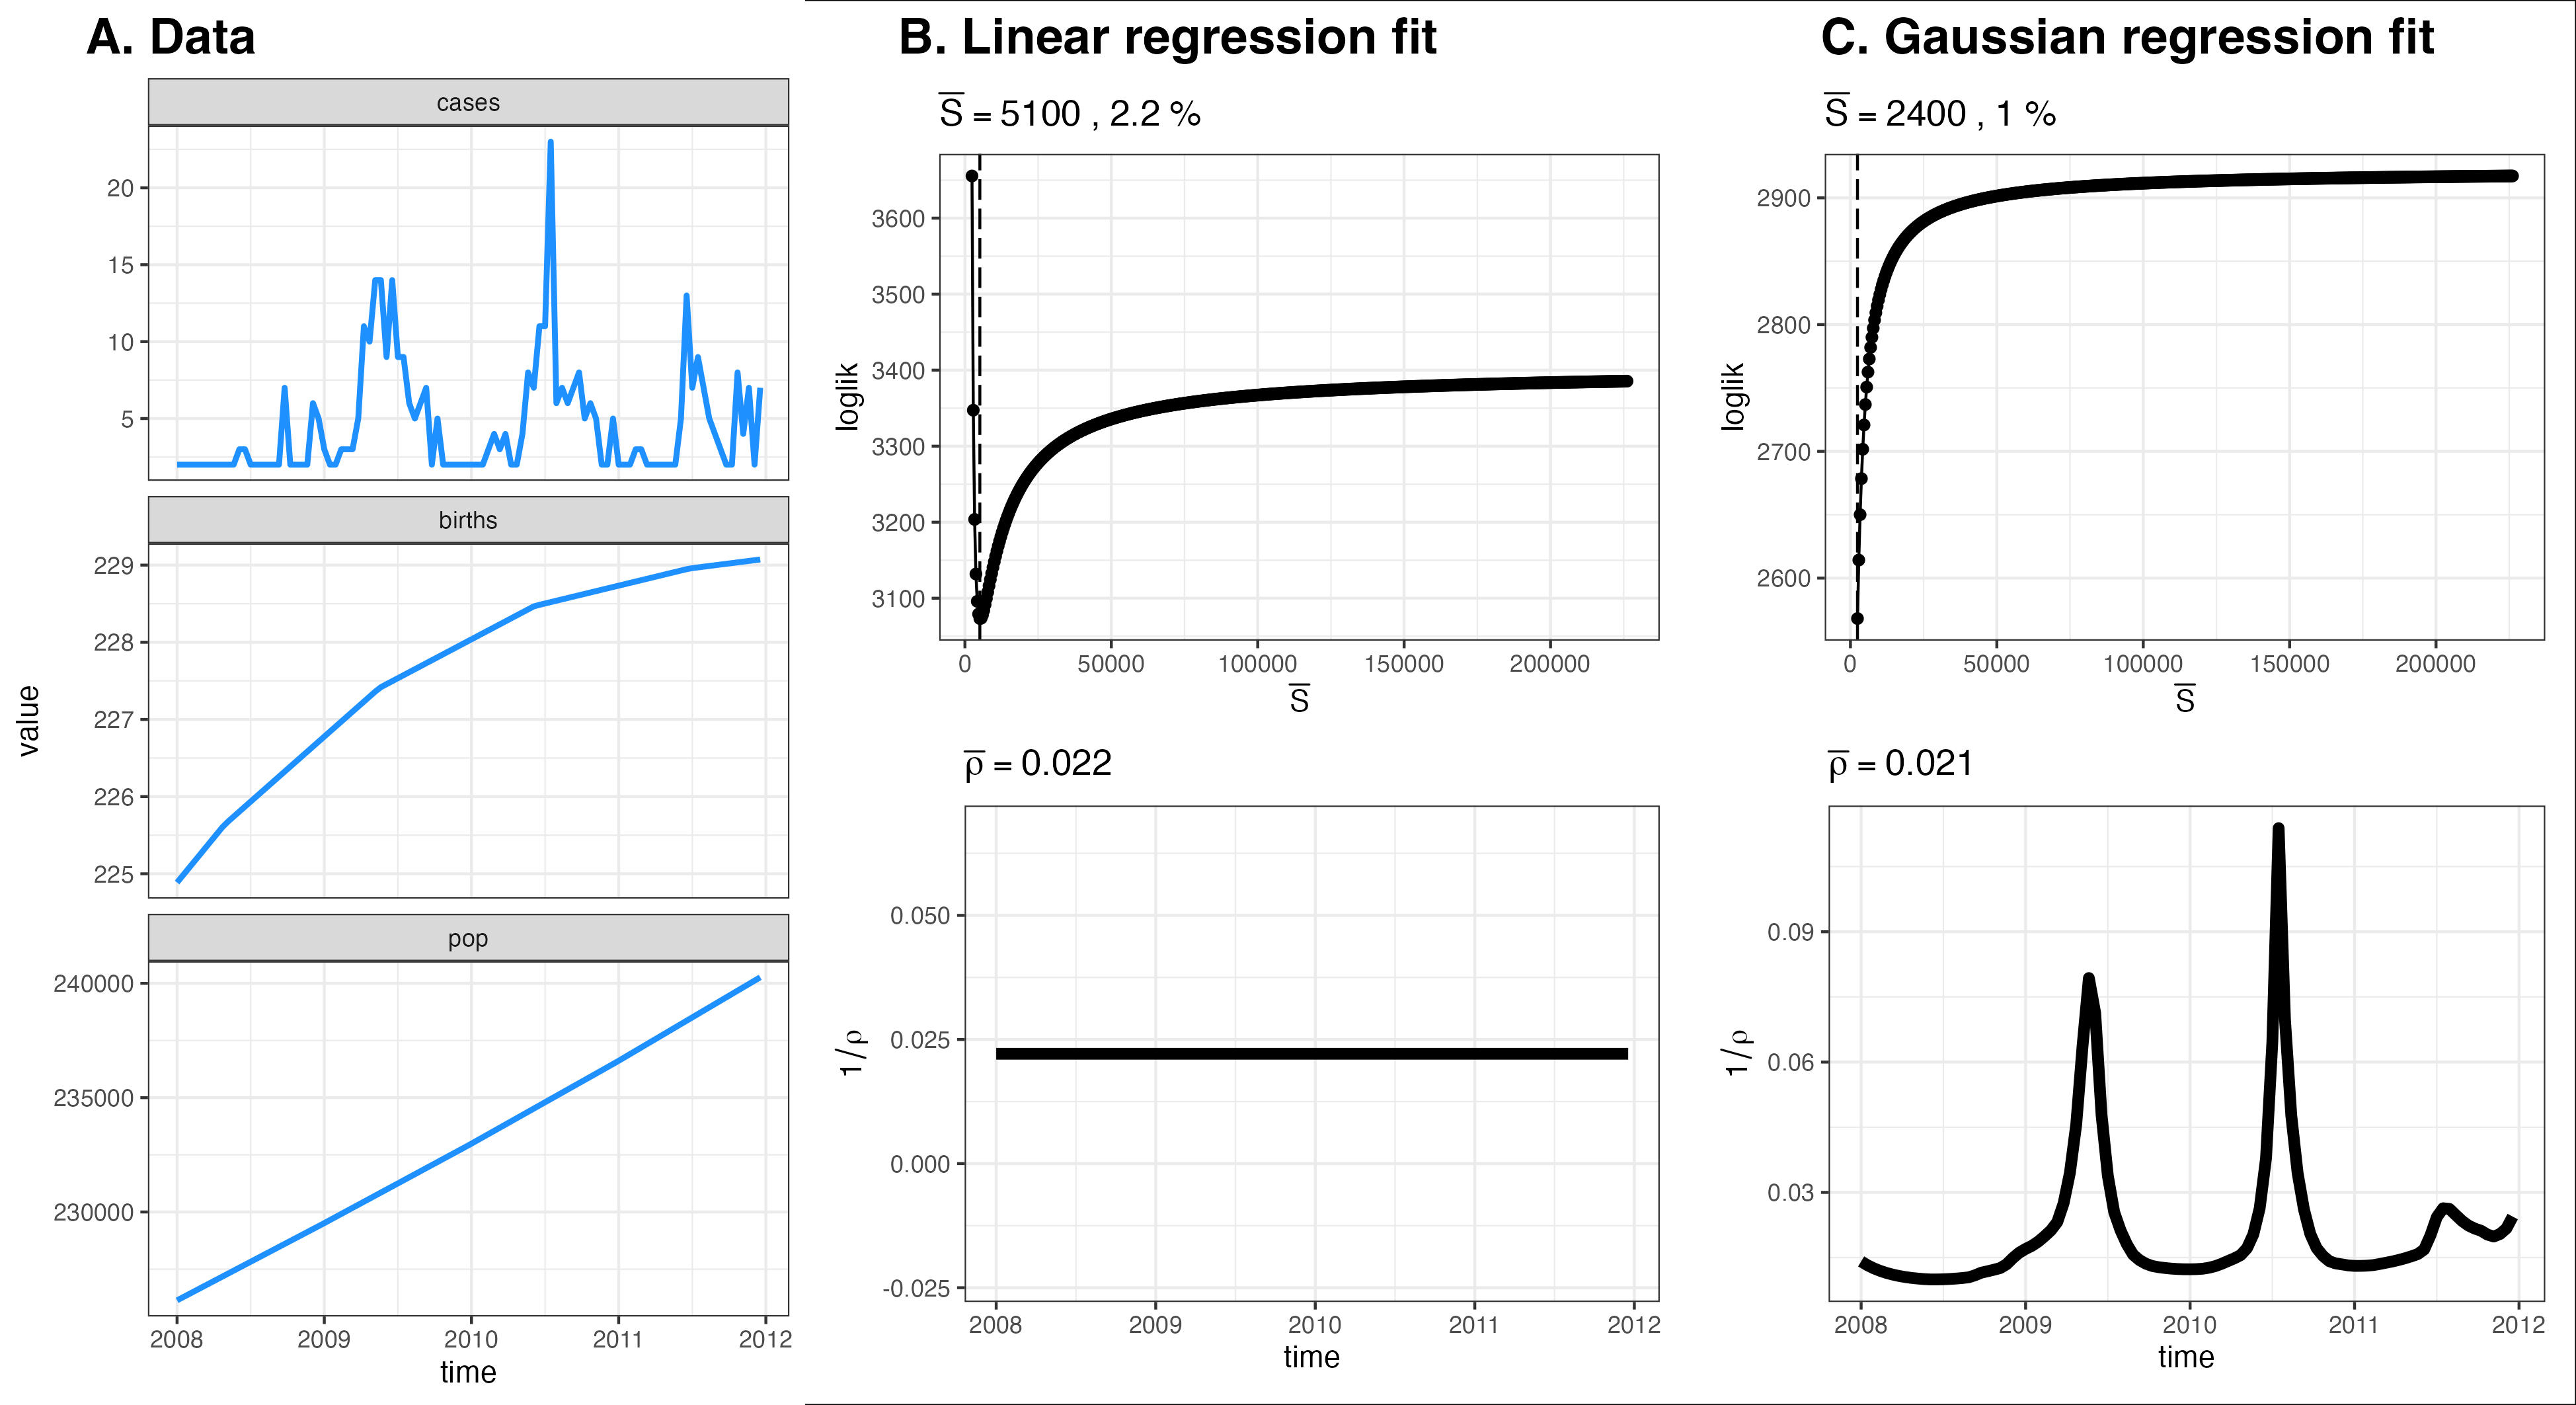 A. Data
cases
20
15
10
5
births
229
228
227
226
225
pop
240000
235000
230000
value
2008 2009 2010 2011 2012
time
B. Linear regression fit
S̅ = 5100 , 2.2 %
3600
3500
3400
3300
3200
3100
loglik
0 50000 100000 150000 200000
S̅
ρ̅ = 0.022
0.050
0.025
0.000
-0.025
1/ρ
2008 2009 2010 2011 2012
time
C. Gaussian regression fit
S̅ = 2400 , 1 %
2900
2800
2700
2600
loglik
0 50000 100000 150000 200000
S̅
ρ̅ = 0.021
0.09
0.06
0.03
1/ρ
2008 2009 2010 2011 2012
time